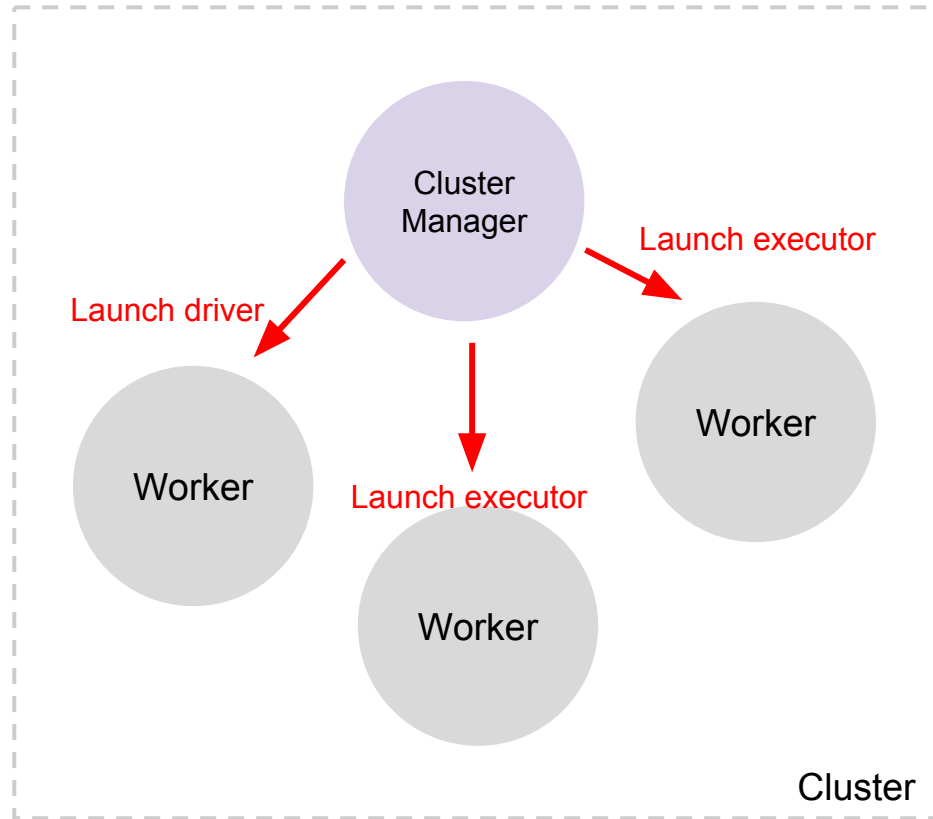 Cluster
Manager
Launch executor
Launch driver
Worker
Worker
Launch executor
Worker
Cluster